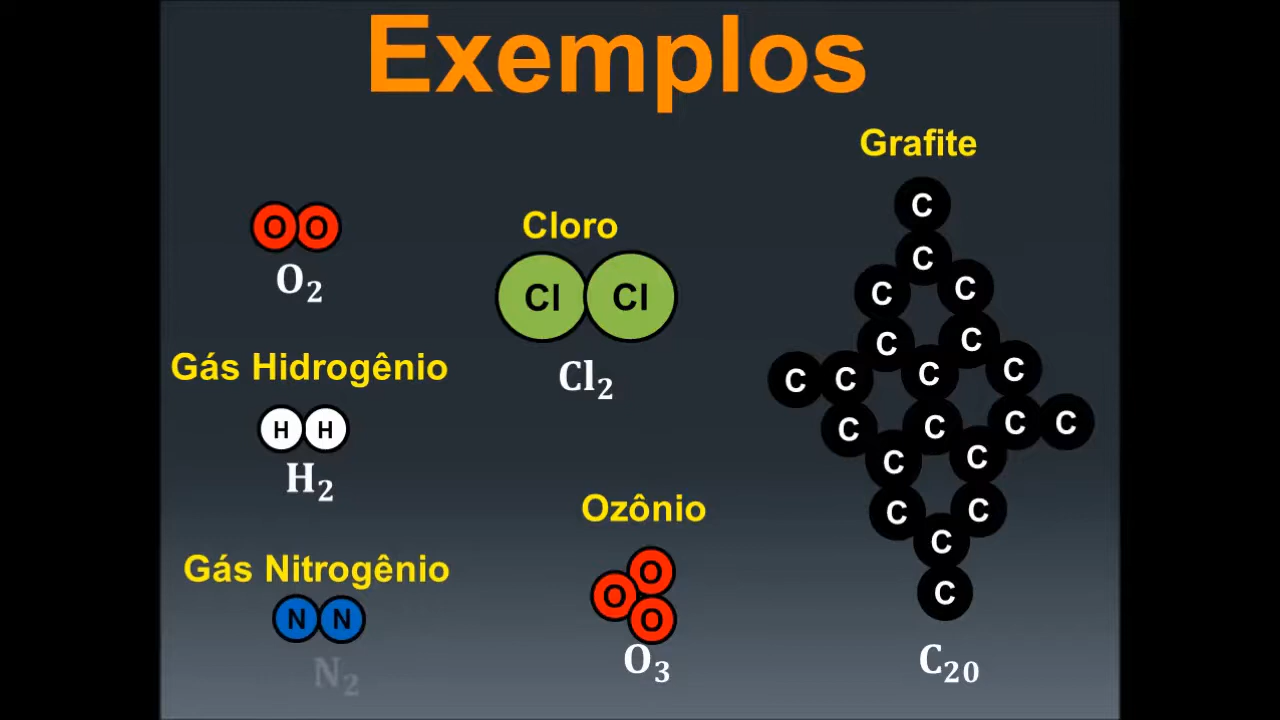 Exemplos
O O
O₂
Gás Hidrogênio
H H
H₂
Gás Nitrogênio
N N
N₂
Cloro
Cl Cl
Cl₂
Ozônio
O
O
O
O₃
Grafite
C
C
C C
C C
C C C C
C C C C
C C
C C
C
C
C₂₀